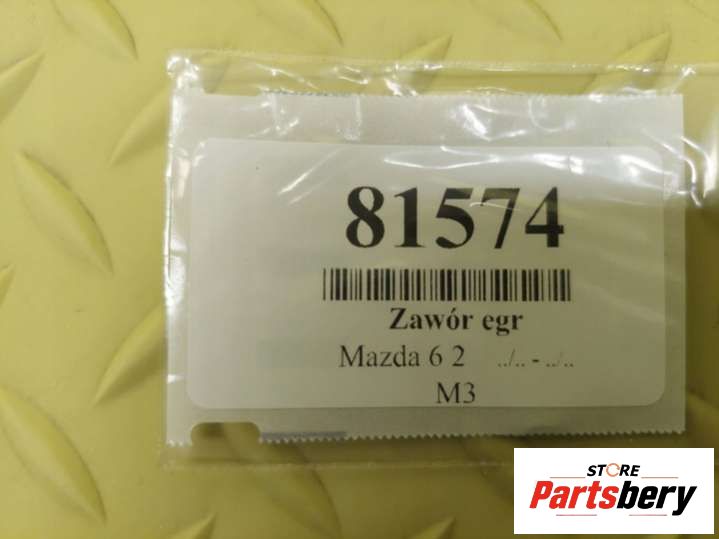 81574
Zawór egr
Mazda 6 2 ../.. - ../..
M3
STORE
Partsbery